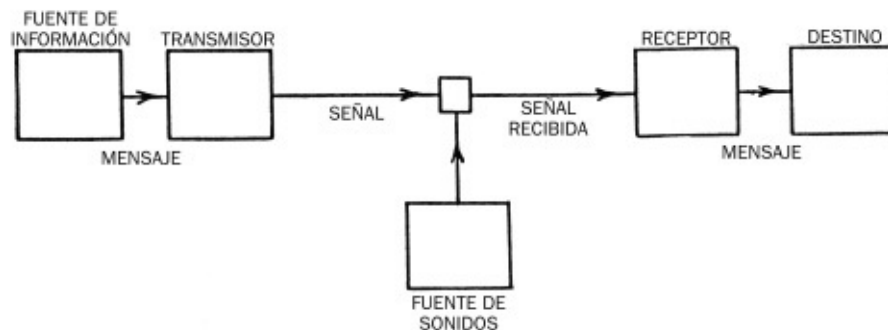 FUENTE DE
INFORMACIÓN
TRANSMISOR
RECEPTOR
DESTINO
SEÑAL
SEÑAL
RECIBIDA
MENSAJE
MENSAJE
FUENTE DE
SONIDOS